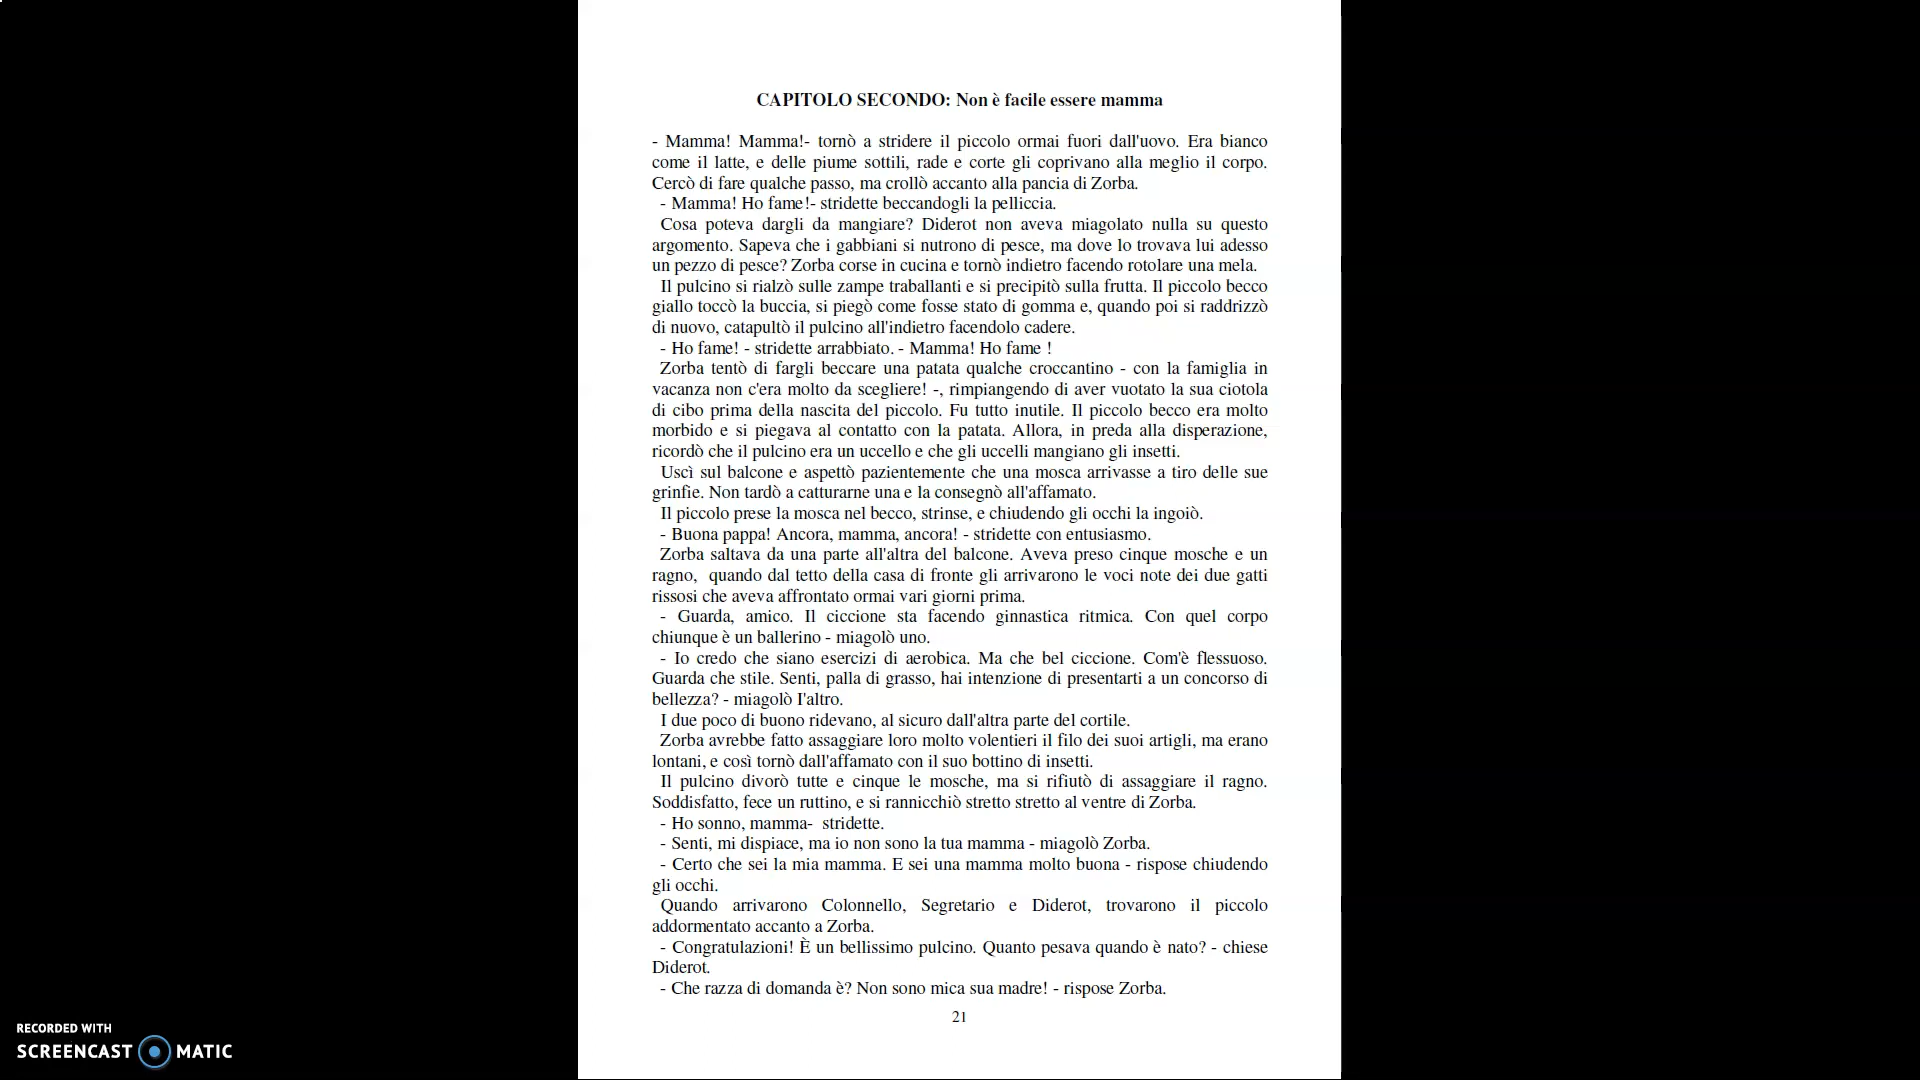 CAPITOLO SECONDO: Non è facile essere mamma
- Mamma! Mamma!- tornò a stridere il piccolo ormai fuori dall'uovo. Era bianco
come il latte, e delle piume sottili, rade e corte gli coprivano alla meglio il corpo.
Cercò di fare qualche passo, ma crollò accanto alla pancia di Zorba.
- Mamma! Ho fame!- stridette beccandogli la pelliccia.
Cosa poteva dargli da mangiare? Diderot non aveva miagolato nulla su questo
argomento. Sapeva che i gabbiani si nutrono di pesce, ma dove lo trovava lui adesso
un pezzo di pesce? Zorba corse in cucina e tornò indietro facendo rotolare una mela.
Il pulcino si rialzò sulle zampe traballanti e si precipitò sulla frutta. Il piccolo becco
giallo toccò la buccia, si piegò come fosse stato di gomma e, quando poi si raddrizzò
di nuovo, catapultò il pulcino all'indietro facendolo cadere.
- Ho fame! - stridette arrabbiato. - Mamma! Ho fame !
Zorba tentò di fargli beccare una patata qualche croccantino - con la famiglia in
vacanza non c'era molto da scegliere! -, rimpiangendo di aver vuotato la sua ciotola
di cibo prima della nascita del piccolo. Fu tutto inutile. Il piccolo becco era molto
morbido e si piegava al contatto con la patata. Allora, in preda alla disperazione,
ricordò che il pulcino era un uccello e che gli uccelli mangiano gli insetti.
Uscì sul balcone e aspettò pazientemente che una mosca arrivasse a tiro delle sue
grinfie. Non tardò a catturarne una e la consegnò all'affamato.
Il piccolo prese la mosca nel becco, strinse, e chiudendo gli occhi la ingoiò.
- Buona pappa! Ancora, mamma, ancora! - stridette con entusiasmo.
Zorba saltava da una parte all'altra del balcone. Aveva preso cinque mosche e un
ragno, quando dal tetto della casa di fronte gli arrivarono le voci note dei due gatti
rissosi che aveva affrontato ormai vari giorni prima.
- Guarda, amico. Il ciccione sta facendo ginnastica ritmica. Con quel corpo
chiunque è un ballerino - miagolò uno.
- Io credo che siano esercizi di aerobica. Ma che bel ciccione. Com'è flessuoso.
Guarda che stile. Senti, palla di grasso, hai intenzione di presentarti a un concorso di
bellezza? - miagolò I'altro.
I due poco di buono ridevano, al sicuro dall'altra parte del cortile.
Zorba avrebbe fatto assaggiare loro molto volentieri il filo dei suoi artigli, ma erano
lontani, e così tornò dall'affamato con il suo bottino di insetti.
Il pulcino divorò tutte e cinque le mosche, ma si rifiutò di assaggiare il ragno.
Soddisfatto, fece un ruttino, e si rannicchiò stretto stretto al ventre di Zorba.
- Ho sonno, mamma- stridette.
- Senti, mi dispiace, ma io non sono la tua mamma - miagolò Zorba.
- Certo che sei la mia mamma. E sei una mamma molto buona - rispose chiudendo
gli occhi.
Quando arrivarono Colonnello, Segretario e Diderot, trovarono il piccolo
addormentato accanto a Zorba.
- Congratulazioni! È un bellissimo pulcino. Quanto pesava quando è nato? - chiese
Diderot.
- Che razza di domanda è? Non sono mica sua madre! - rispose Zorba.
21
RECORDED WITH
SCREENCAST MATIC